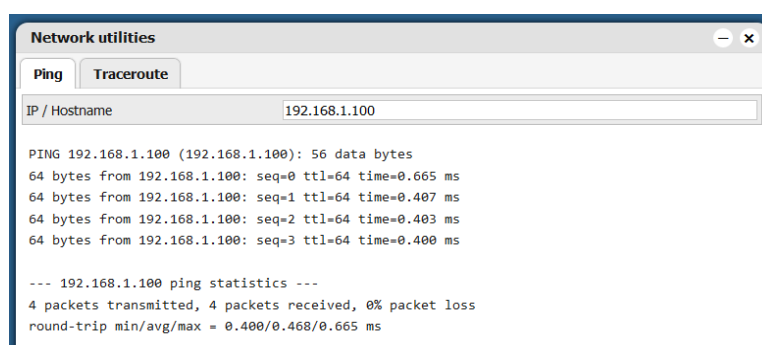 Network utilities
Ping Traceroute
IP / Hostname 192.168.1.100
PING 192.168.1.100 (192.168.1.100): 56 data bytes
64 bytes from 192.168.1.100: seq=0 ttl=64 time=0.665 ms
64 bytes from 192.168.1.100: seq=1 ttl=64 time=0.407 ms
64 bytes from 192.168.1.100: seq=2 ttl=64 time=0.403 ms
64 bytes from 192.168.1.100: seq=3 ttl=64 time=0.400 ms
--- 192.168.1.100 ping statistics ---
4 packets transmitted, 4 packets received, 0% packet loss
round-trip min/avg/max = 0.400/0.468/0.665 ms